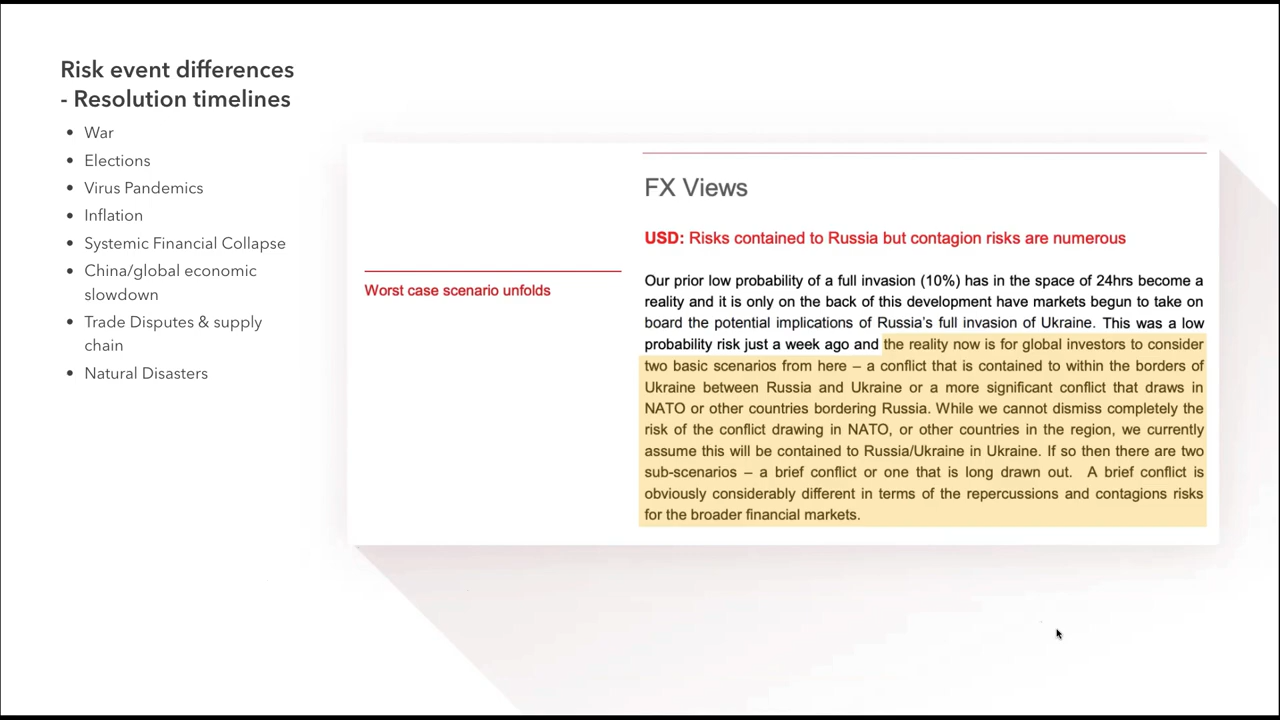 Risk event differences
- Resolution timelines
• War
• Elections
• Virus Pandemics
• Inflation
• Systemic Financial Collapse
• China/global economic
slowdown
• Trade Disputes & supply
chain
• Natural Disasters
Worst case scenario unfolds
FX Views
USD: Risks contained to Russia but contagion risks are numerous
Our prior low probability of a full invasion (10%) has in the space of 24hrs become a
reality and it is only on the back of this development have markets begun to take on
board the potential implications of Russia's full invasion of Ukraine. This was a low
probability risk just a week ago and the reality now is for global investors to consider
two basic scenarios from here – a conflict that is contained to within the borders of
Ukraine between Russia and Ukraine or a more significant conflict that draws in
NATO or other countries bordering Russia. While we cannot dismiss completely the
risk of the conflict drawing in NATO, or other countries in the region, we currently
assume this will be contained to Russia/Ukraine in Ukraine. If so then there are two
sub-scenarios – a brief conflict or one that is long drawn out. A brief conflict is
obviously considerably different in terms of the repercussions and contagions risks
for the broader financial markets.